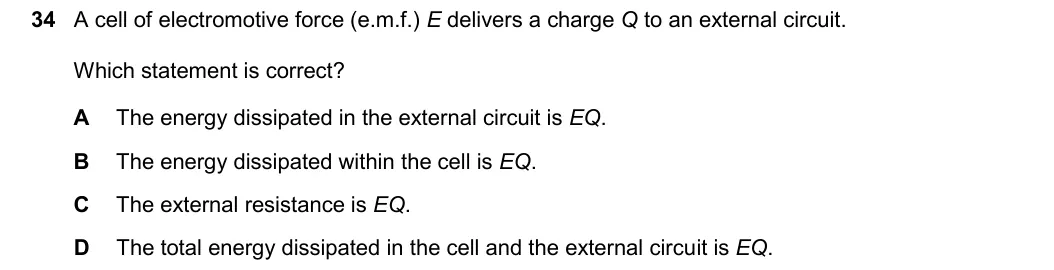 34 A cell of electromotive force (e.m.f.) E delivers a charge Q to an external circuit.
Which statement is correct?
A The energy dissipated in the external circuit is EQ.
B The energy dissipated within the cell is EQ.
C The external resistance is EQ.
D The total energy dissipated in the cell and the external circuit is EQ.